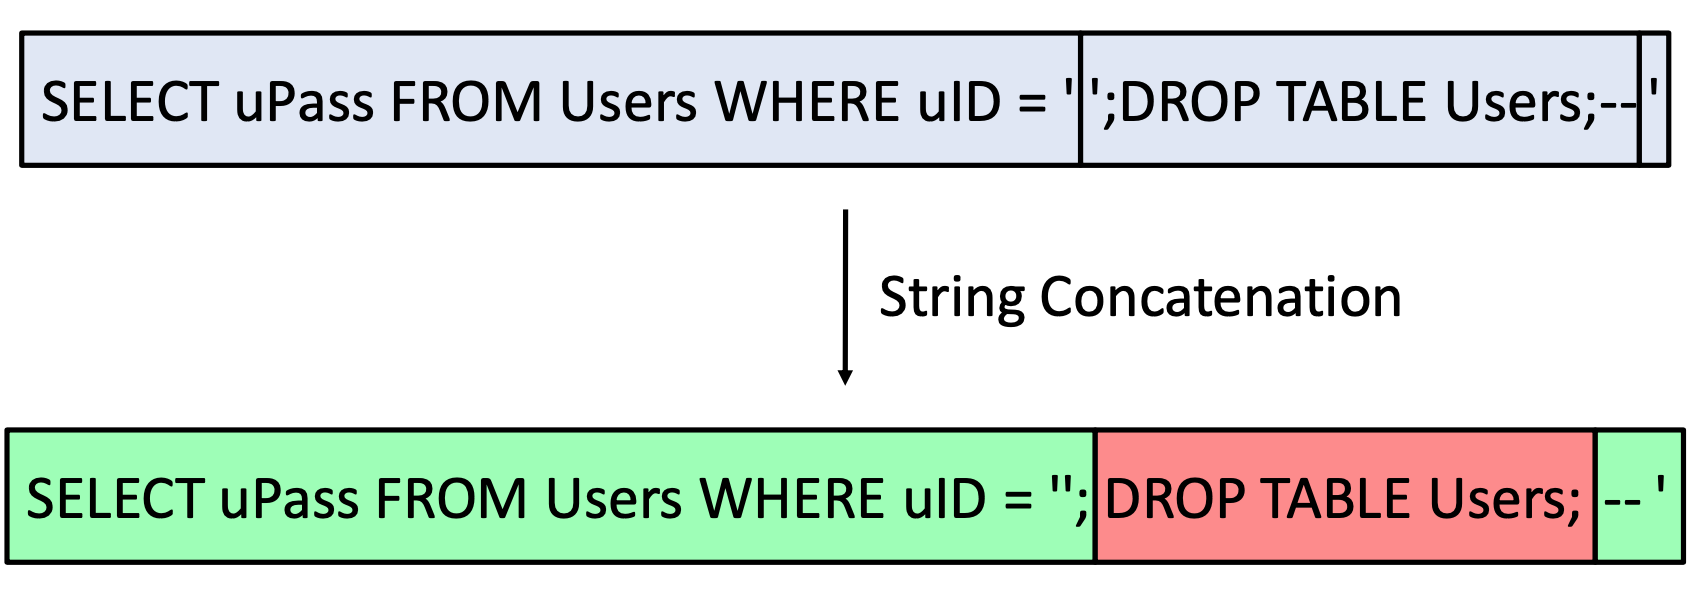 SELECT uPass FROM Users WHERE uID = ' ';DROP TABLE Users;-- '
String Concatenation
SELECT uPass FROM Users WHERE uID = ''; DROP TABLE Users; -- '